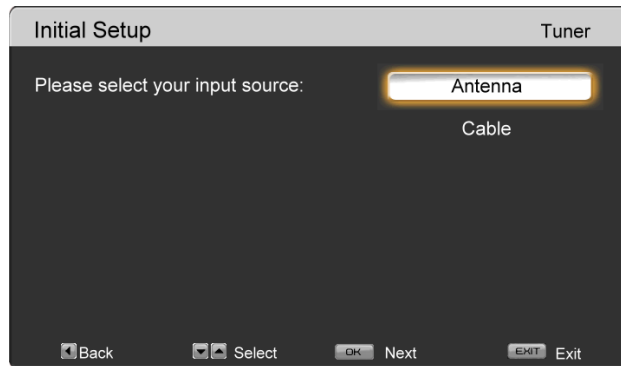 Initial Setup Tuner
Please select your input source: Antenna
Cable
Back Select OK Next EXIT Exit